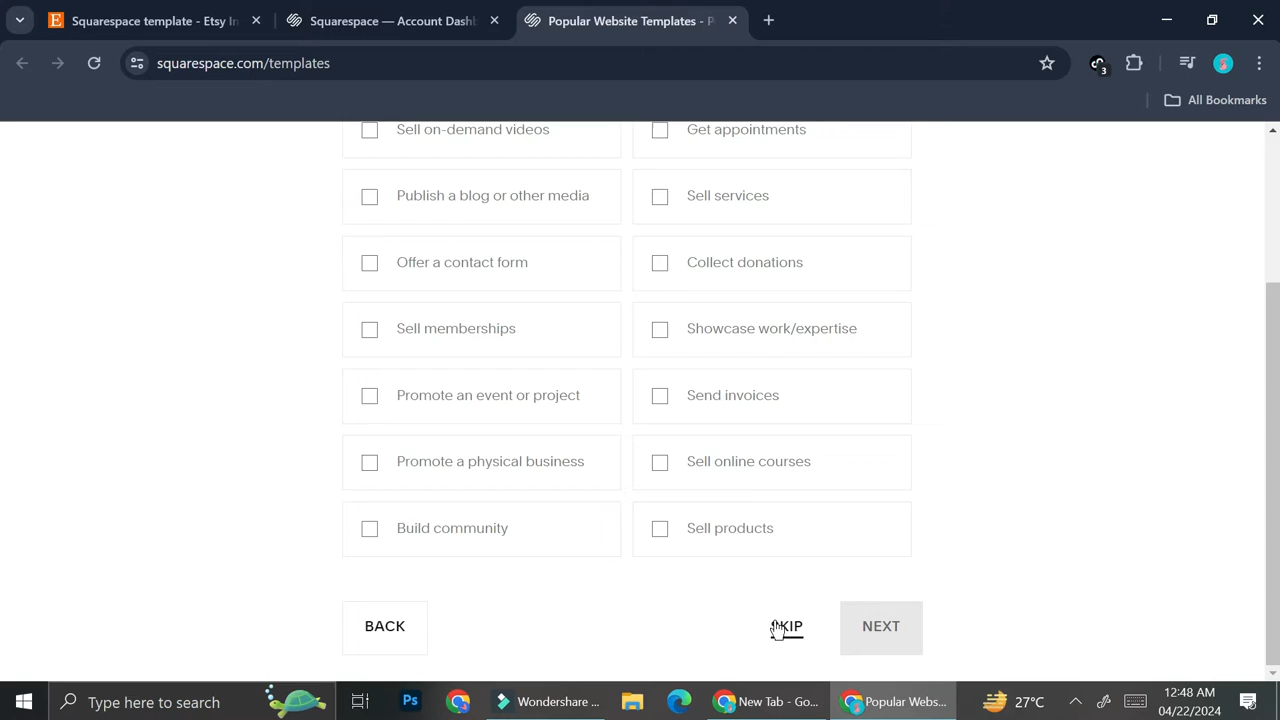 Squarespace template - Etsy In
Squarespace — Account Dashb
Popular Website Templates - P
squarespace.com/templates
3
All Bookmarks
Sell on-demand videos
Get appointments
Publish a blog or other media
Sell services
Offer a contact form
Collect donations
Sell memberships
Showcase work/expertise
Promote an event or project
Send invoices
Promote a physical business
Sell online courses
Build community
Sell products
BACK
SKIP
NEXT
Type here to search
Ps
Wondershare ...
New Tab - Go...
Popular Webs...
27°C
12:48 AM
04/22/2024